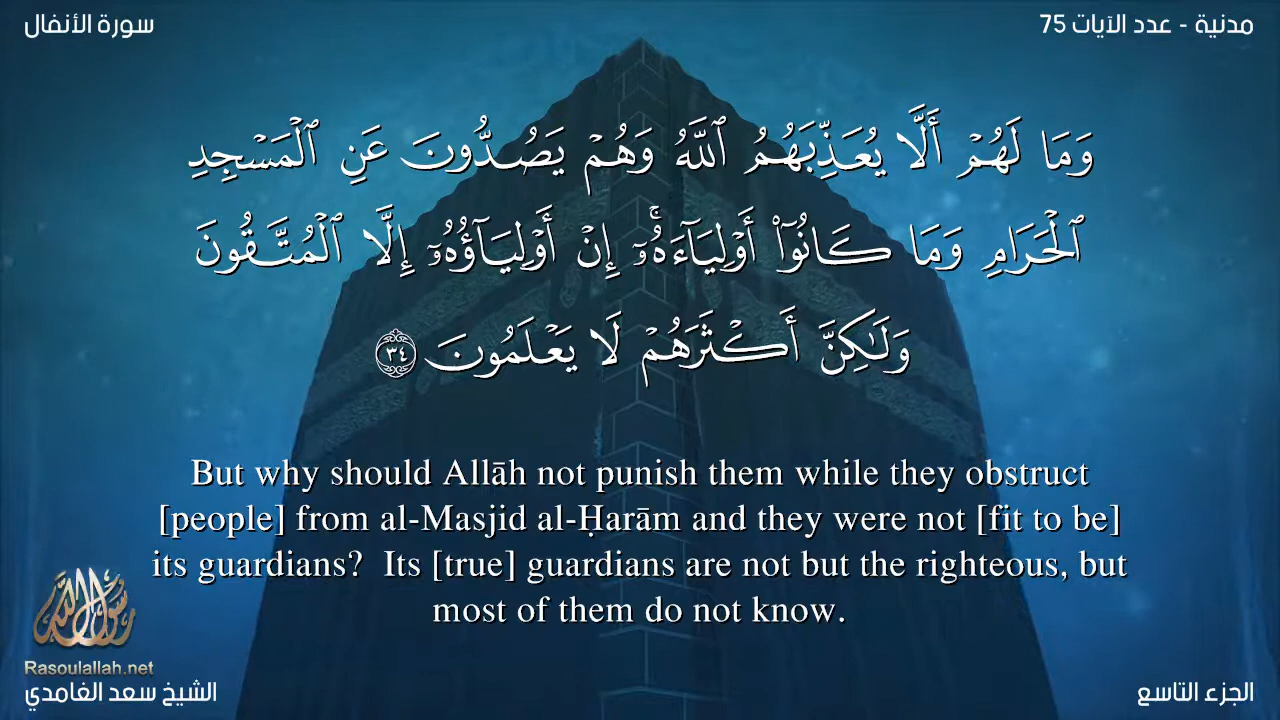 سورة الأنفال
مدنية - عدد الآيات 75
وَمَا لَهُمْ أَلَّا يُعَذِّبَهُمُ ٱللَّهُ وَهُمْ يَصُدُّونَ عَنِ ٱلْمَسْجِدِ
ٱلْحَرَامِ وَمَا كَانُوٓا۟ أَوْلِيَآءَهُۥٓ ۚ إِنْ أَوْلِيَآؤُهُۥٓ إِلَّا ٱلْمُتَّقُونَ
وَلَـٰكِنَّ أَكْثَرَهُمْ لَا يَعْلَمُونَ ٣٤
But why should Allāh not punish them while they obstruct
[people] from al-Masjid al-Ḥarām and they were not [fit to be]
its guardians?  Its [true] guardians are not but the righteous, but
most of them do not know.
رسول الله
Rasoulallah.net
الشيخ سعد الغامدي
الجزء التاسع